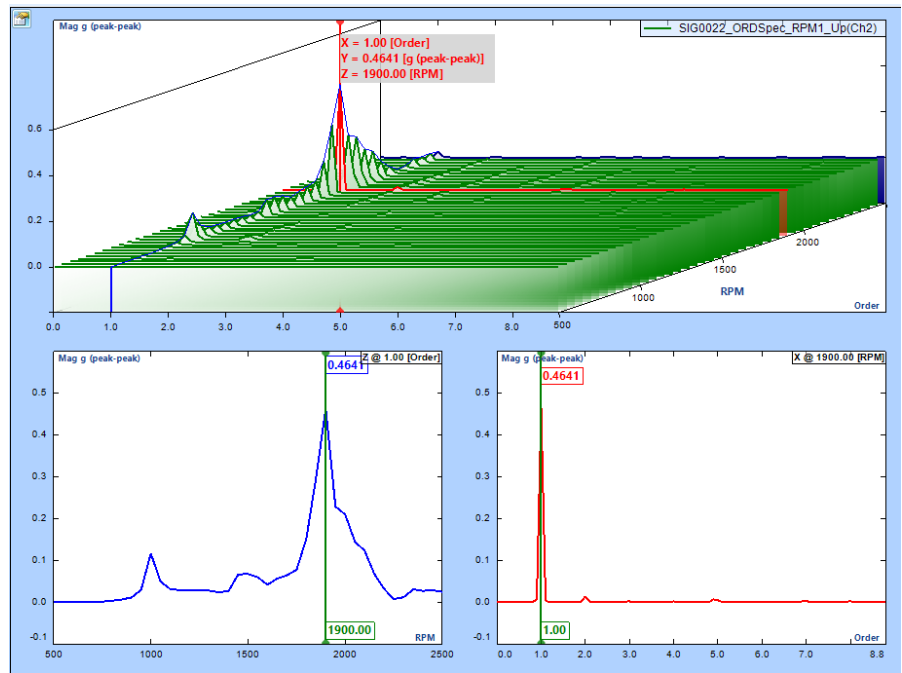 Mag g (peak-peak)
SIG0022_ORDSpec_RPM1_Up(Ch2)
X = 1.00 [Order]
Y = 0.4641 [g (peak-peak)]
Z = 1900.00 [RPM]
0.6
0.4
0.2
0.0
2000
1500
1000
RPM
Order
0.0 1.0 2.0 3.0 4.0 5.0 6.0 7.0 8.0 500
Mag g (peak-peak) Z @ 1.00 [Order]
0.4641
0.5
0.4
0.3
0.2
0.1
0.0
-0.1
1900.00
RPM
500 1000 1500 2000 2500
Mag g (peak-peak) X @ 1900.00 [RPM]
0.4641
0.5
0.4
0.3
0.2
0.1
0.0
-0.1
1.00
Order
0.0 1.0 2.0 3.0 4.0 5.0 6.0 7.0 8.8